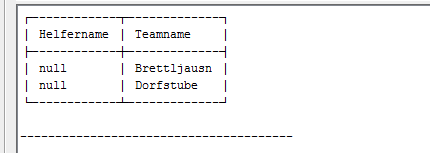 Helfername | Teamname
null | Brettljausn
null | Dorfstube
---------------------------------------